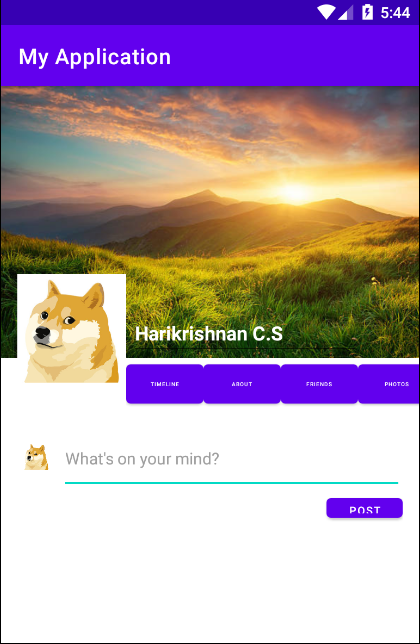 5:44
My Application
Harikrishnan C.S
TIMELINE ABOUT FRIENDS PHOTOS
What's on your mind?
POST